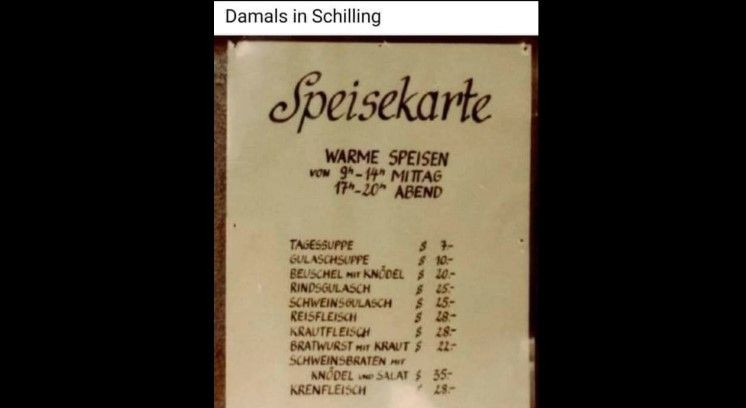 Damals in Schilling
Speisekarte
WARME SPEISEN
VON 9h-14h MITTAG
17h-20h ABEND
TAGESSUPPE $ 7.-
GULASCHSUPPE $ 10.-
BEUSCHEL MIT KNÖDEL $ 20.-
RINDSGULASCH $ 25.-
SCHWEINSGULASCH $ 25.-
REISFLEISCH $ 28.-
KRAUTFLEISCH $ 28.-
BRATWURST MIT KRAUT $ 22.-
SCHWEINSBRATEN MIT
KNÖDEL UND SALAT $ 35.-
KRENFLEISCH $ 28.-